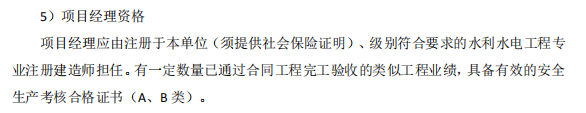 5）项目经理资格
项目经理应由注册于本单位（须提供社会保险证明）、级别符合要求的水利水电工程专
业注册建造师担任。有一定数量已通过合同工程完工验收的类似工程业绩，具备有效的安全
生产考核合格证书（A、B 类）。